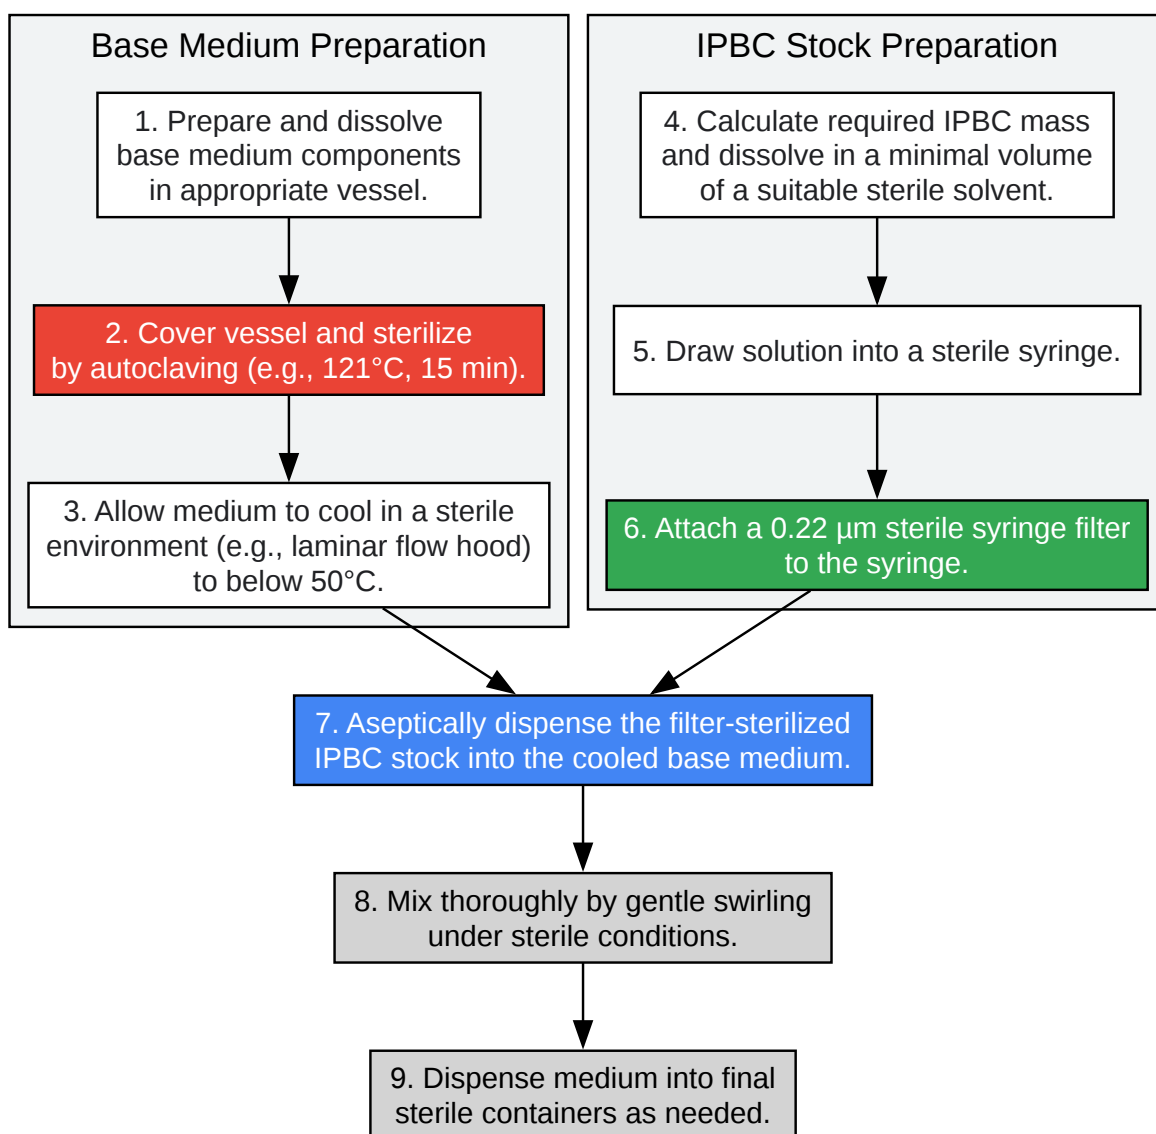 Base Medium Preparation
1. Prepare and dissolve
base medium components
in appropriate vessel.
2. Cover vessel and sterilize
by autoclaving (e.g., 121°C, 15 min).
3. Allow medium to cool in a sterile
environment (e.g., laminar flow hood)
to below 50°C.
IPBC Stock Preparation
4. Calculate required IPBC mass
and dissolve in a minimal volume
of a suitable sterile solvent.
5. Draw solution into a sterile syringe.
6. Attach a 0.22 µm sterile syringe filter
to the syringe.
7. Aseptically dispense the filter-sterilized
IPBC stock into the cooled base medium.
8. Mix thoroughly by gentle swirling
under sterile conditions.
9. Dispense medium into final
sterile containers as needed.